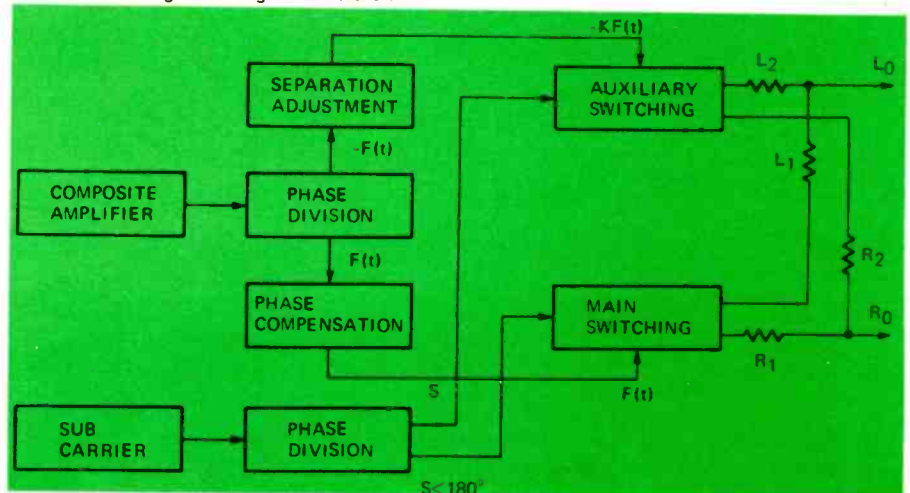 -KF(t)
SEPARATION
ADJUSTMENT
AUXILIARY
SWITCHING
L2
L0
-F(t)
L1
COMPOSITE
AMPLIFIER
PHASE
DIVISION
F(t)
R2
PHASE
COMPENSATION
MAIN
SWITCHING
R0
R1
S
F(t)
SUB
CARRIER
PHASE
DIVISION
S<180°